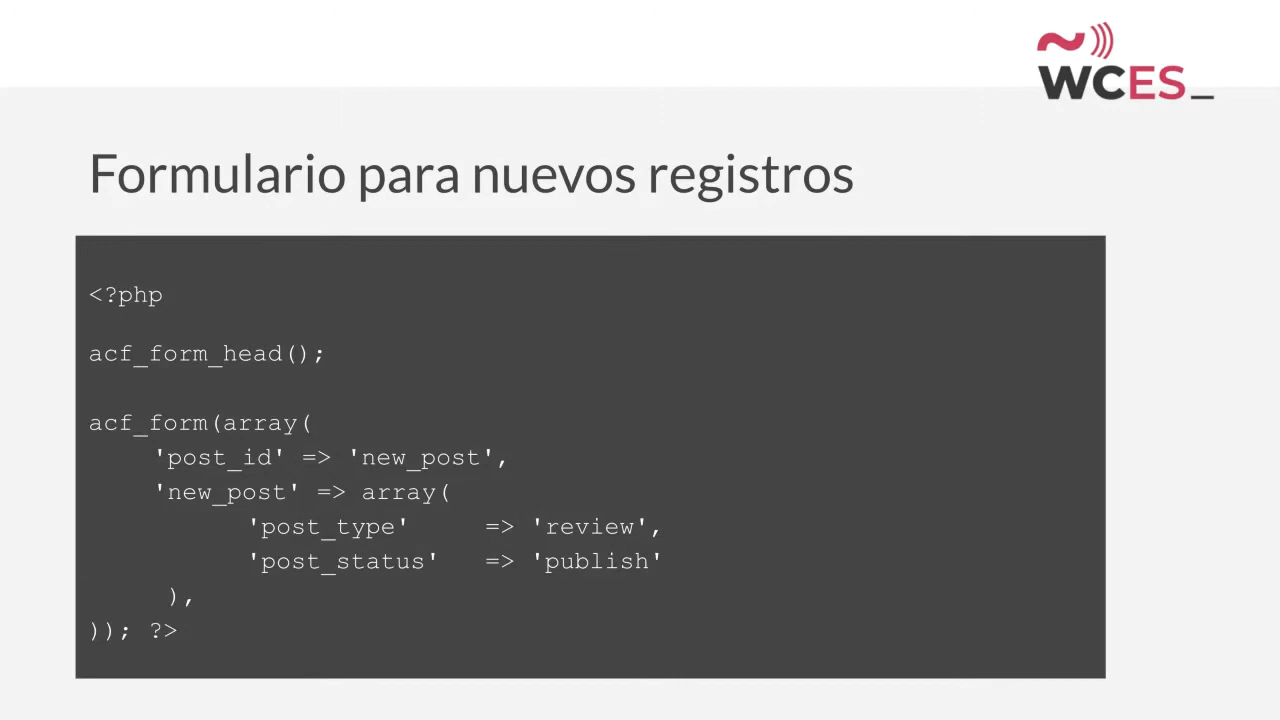 WCES_
Formulario para nuevos registros
<?php
acf_form_head();
acf_form(array(
'post_id' => 'new_post',
'new_post' => array(
'post_type' => 'review',
'post_status' => 'publish'
),
)); ?>